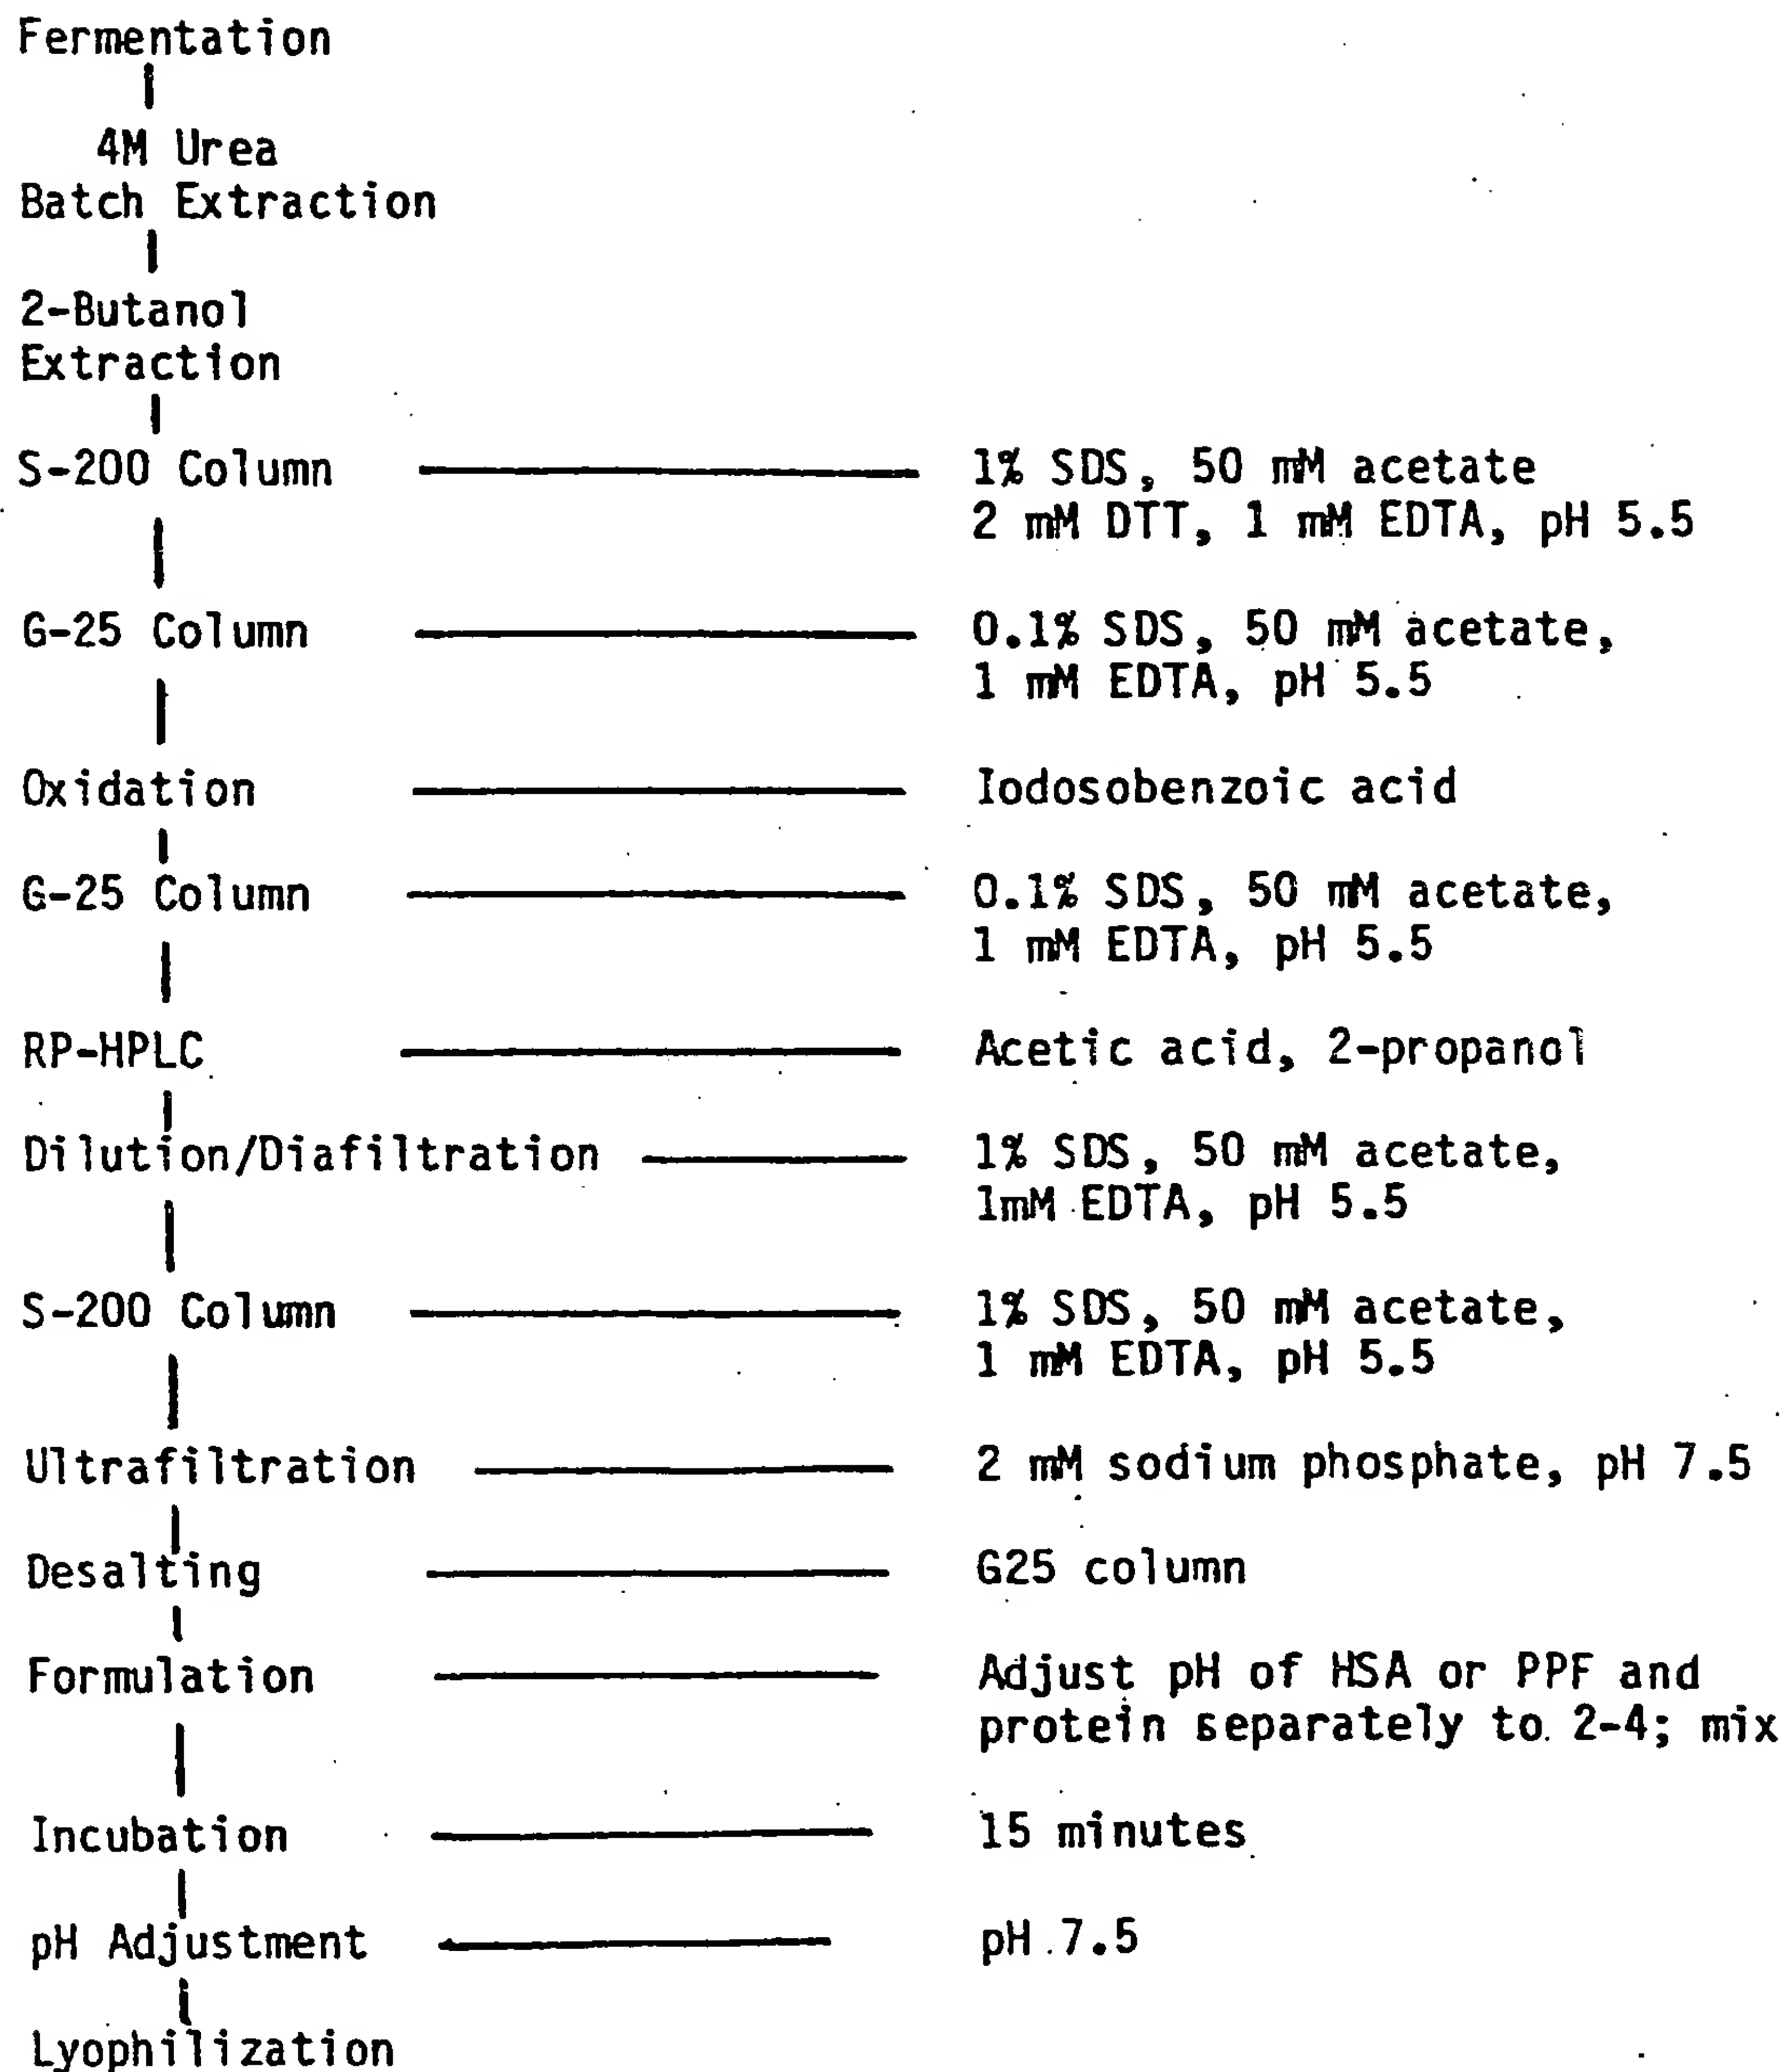 Fermentation
4M Urea
Batch Extraction
2-Butanol
Extraction
S-200 Column
1% SDS, 50 mM acetate
2 mM DTT, 1 mM EDTA, pH 5.5
G-25 Column
0.1% SDS, 50 mM acetate,
1 mM EDTA, pH 5.5
Oxidation
Iodosobenzoic acid
G-25 Column
0.1% SDS, 50 mM acetate,
1 mM EDTA, pH 5.5
RP-HPLC
Acetic acid, 2-propanol
Dilution/Diafiltration
1% SDS, 50 mM acetate,
1mM EDTA, pH 5.5
S-200 Column
1% SDS, 50 mM acetate,
1 mM EDTA, pH 5.5
Ultrafiltration
2 mM sodium phosphate, pH 7.5
Desalting
G25 column
Formulation
Adjust pH of HSA or PPF and
protein separately to 2-4; mix
Incubation
15 minutes
pH Adjustment
pH 7.5
Lyophilization